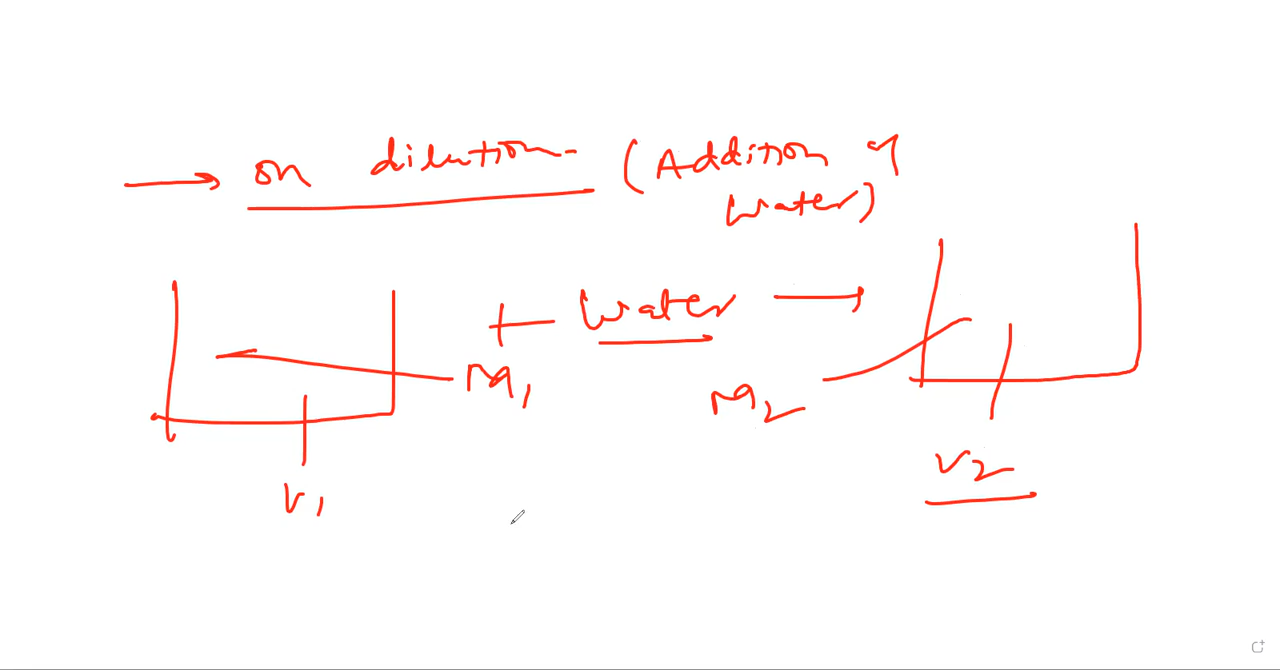 → on dilution (Addition of
water)
+ water →
M1
M2
V1
V2